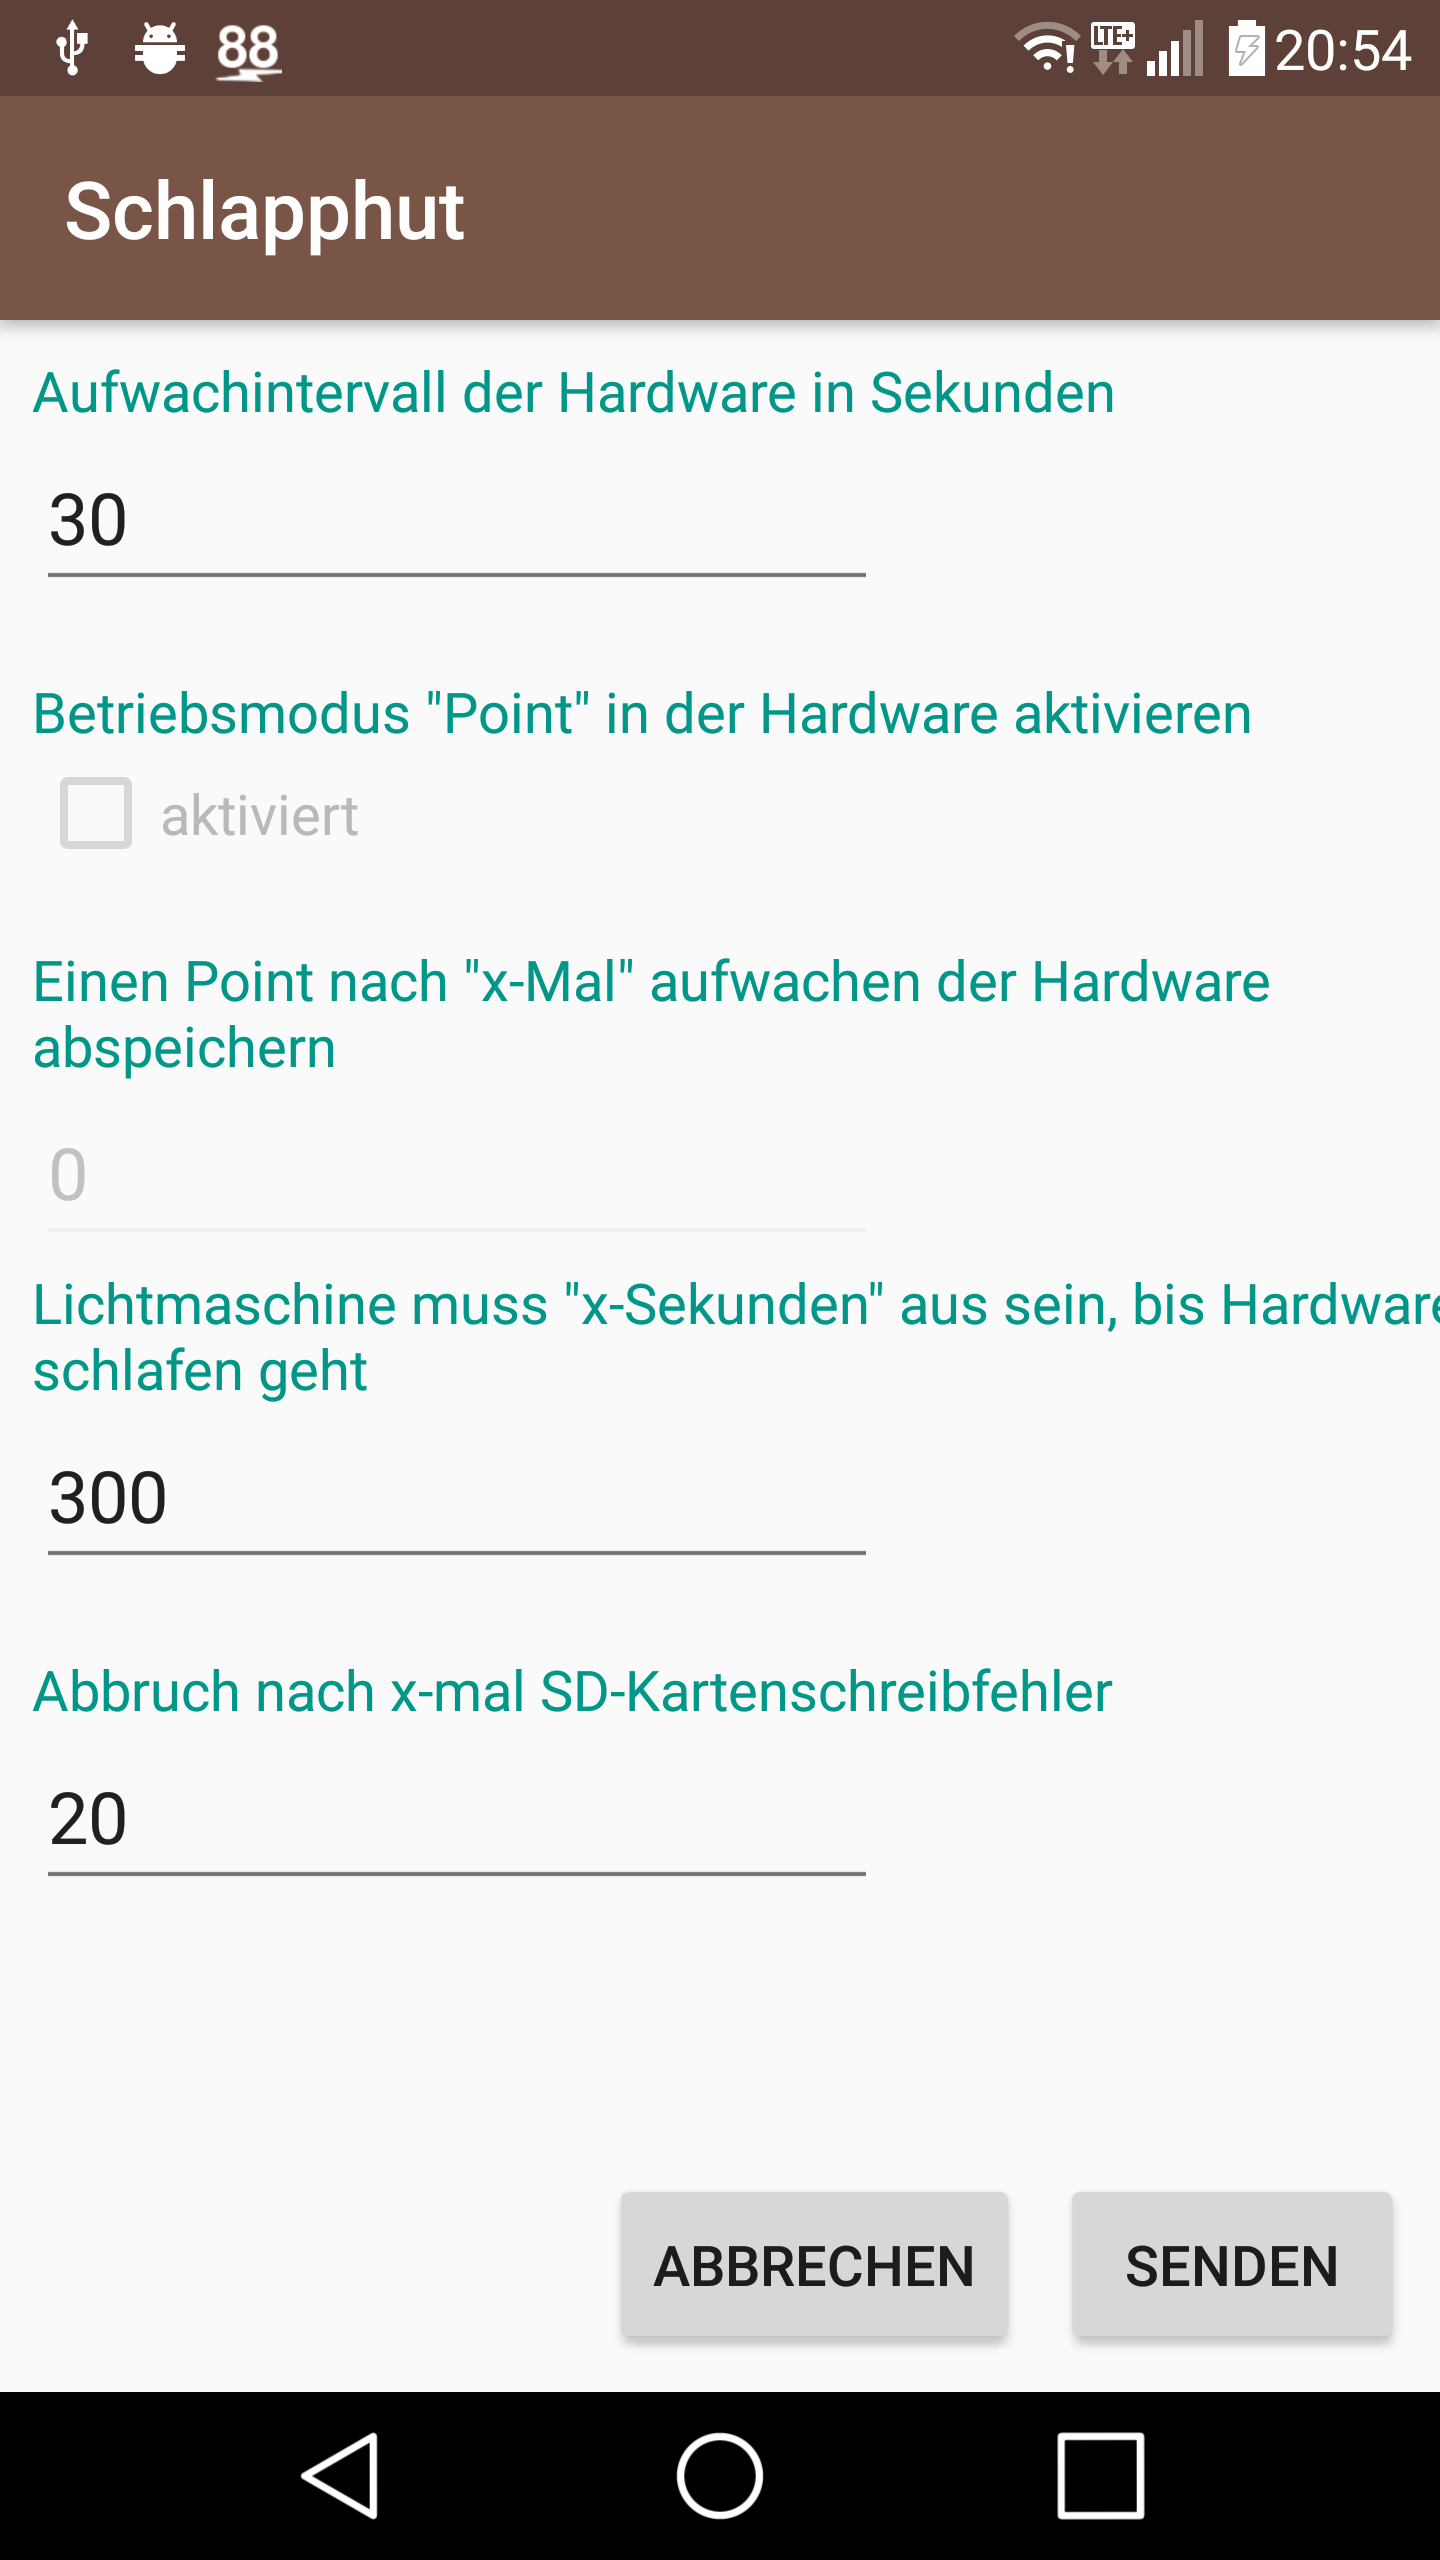 88 LTE+ 20:54
Schlapphut
Aufwachintervall der Hardware in Sekunden
30
Betriebsmodus "Point" in der Hardware aktivieren
aktiviert
Einen Point nach "x-Mal" aufwachen der Hardware
abspeichern
0
Lichtmaschine muss "x-Sekunden" aus sein, bis Hardware
schlafen geht
300
Abbruch nach x-mal SD-Kartenschreibfehler
20
ABBRECHEN SENDEN